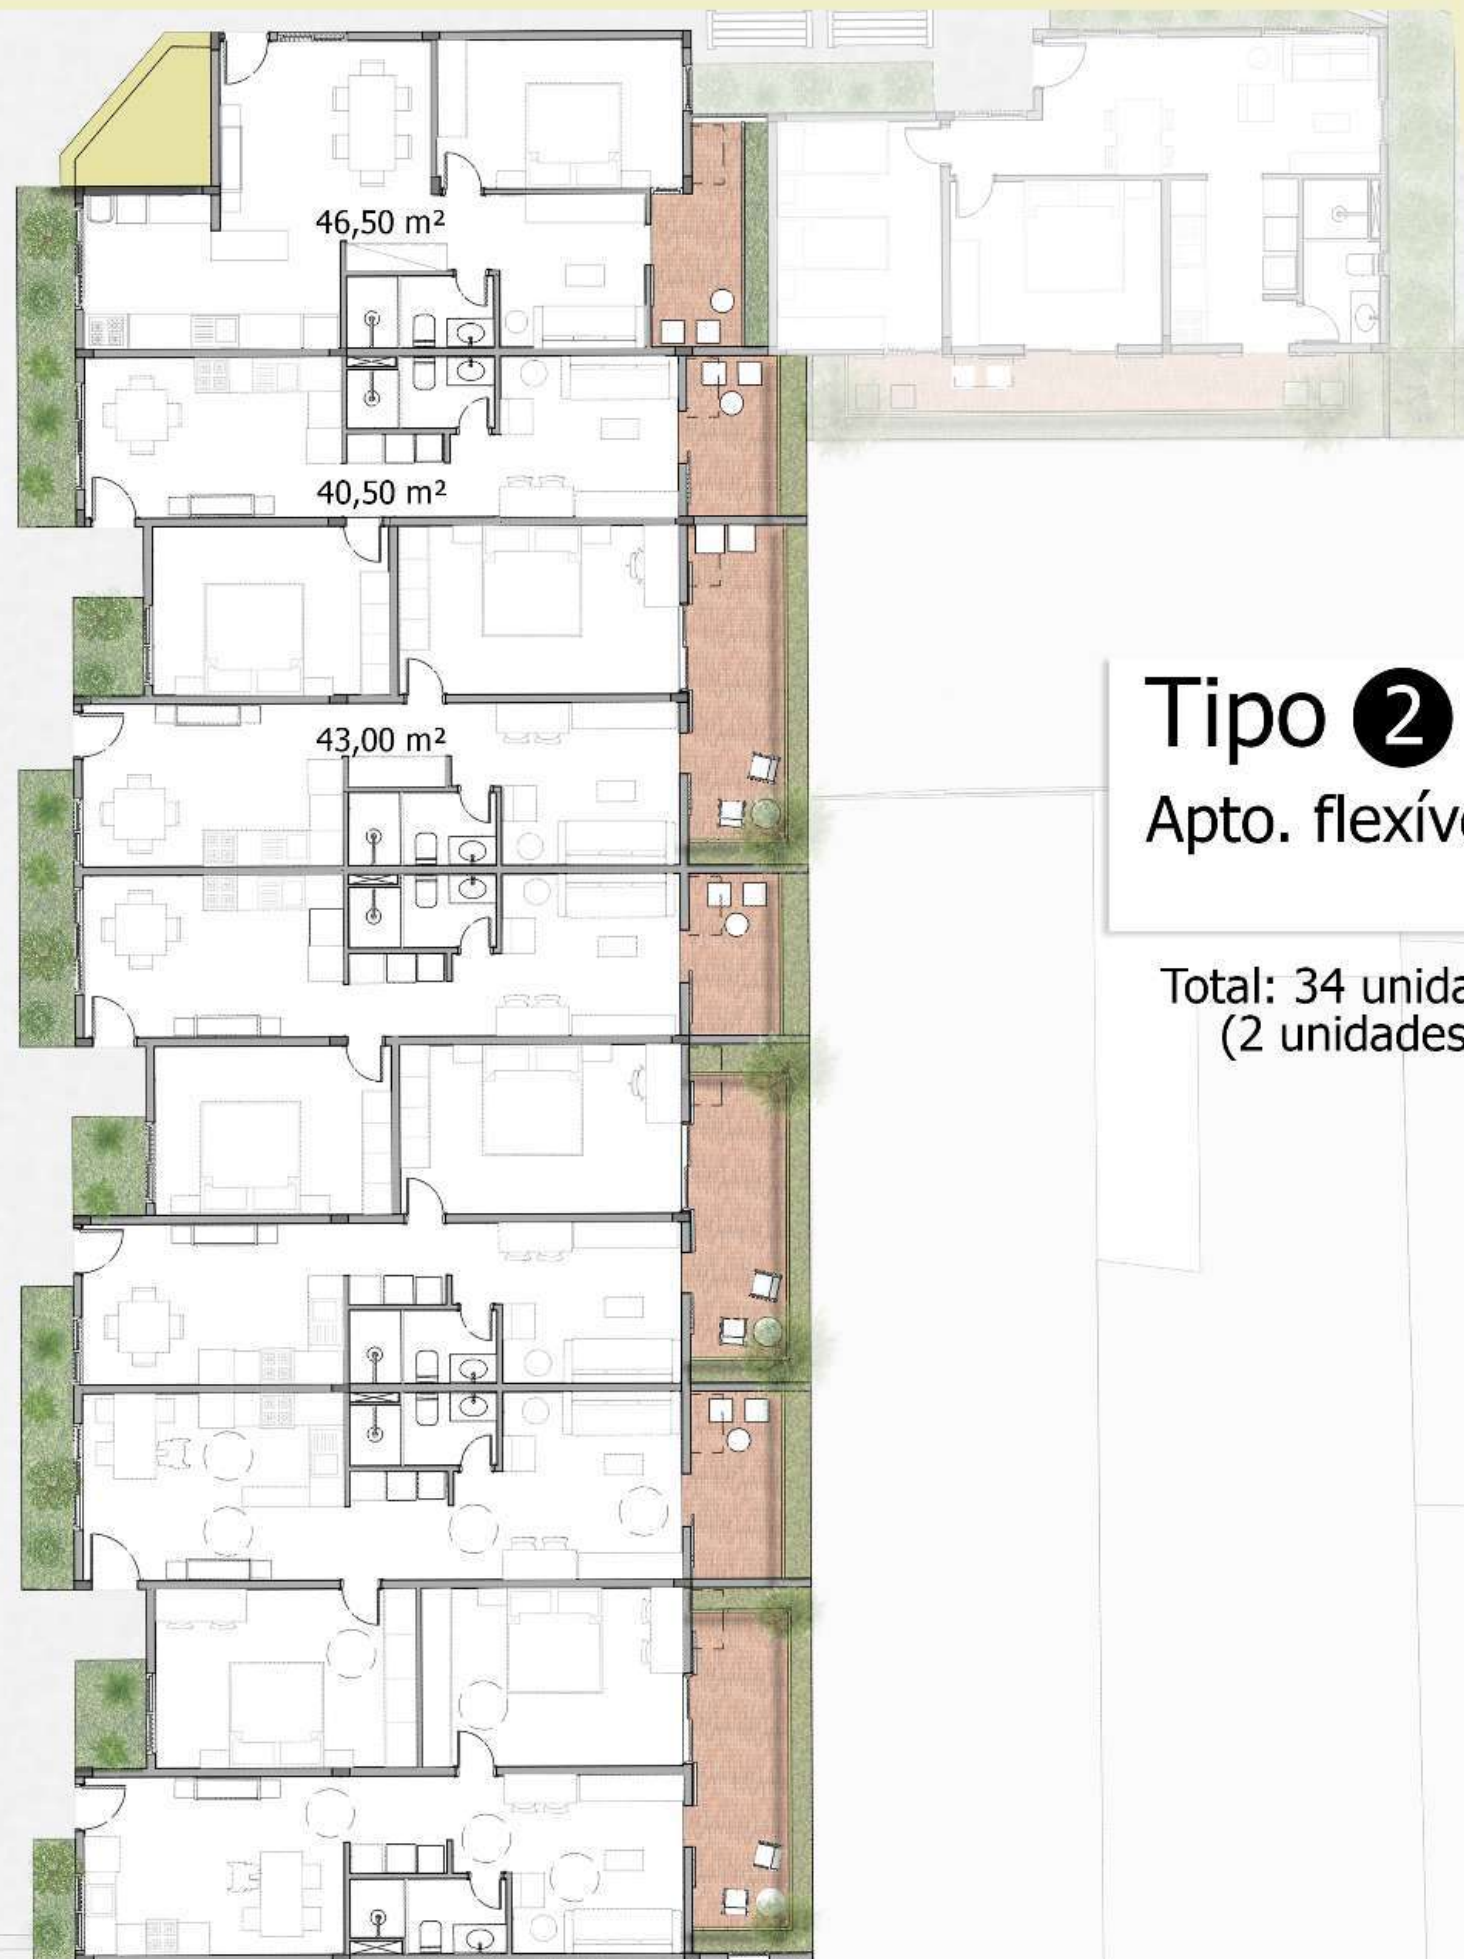 46,50 m²
40,50 m²
43,00 m²
Tipo 2
Apto.
Total: 34
(2 unidades